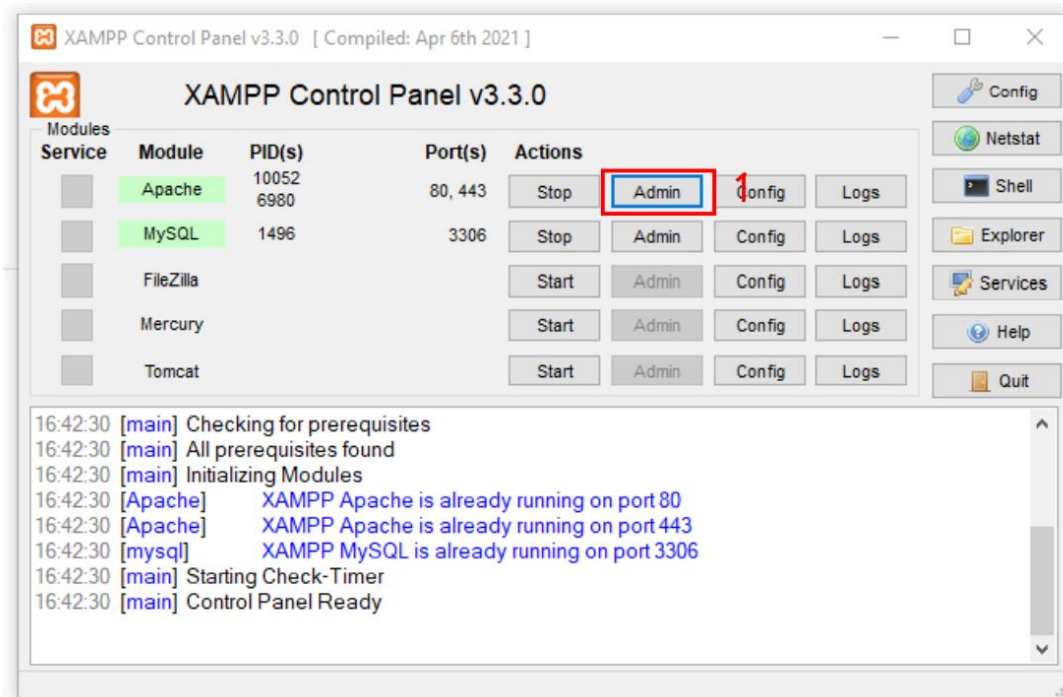 XAMPP Control Panel v3.3.0 [ Compiled: Apr 6th 2021 ]
XAMPP Control Panel v3.3.0
Config
Netstat
Shell
Explorer
Services
Help
Quit
Modules
Service Module PID(s) Port(s) Actions
Apache 10052 6980 80, 443 Stop Admin 1 Config Logs
MySQL 1496 3306 Stop Admin Config Logs
FileZilla Start Admin Config Logs
Mercury Start Admin Config Logs
Tomcat Start Admin Config Logs
16:42:30 [main] Checking for prerequisites
16:42:30 [main] All prerequisites found
16:42:30 [main] Initializing Modules
16:42:30 [Apache] XAMPP Apache is already running on port 80
16:42:30 [Apache] XAMPP Apache is already running on port 443
16:42:30 [mysql] XAMPP MySQL is already running on port 3306
16:42:30 [main] Starting Check-Timer
16:42:30 [main] Control Panel Ready